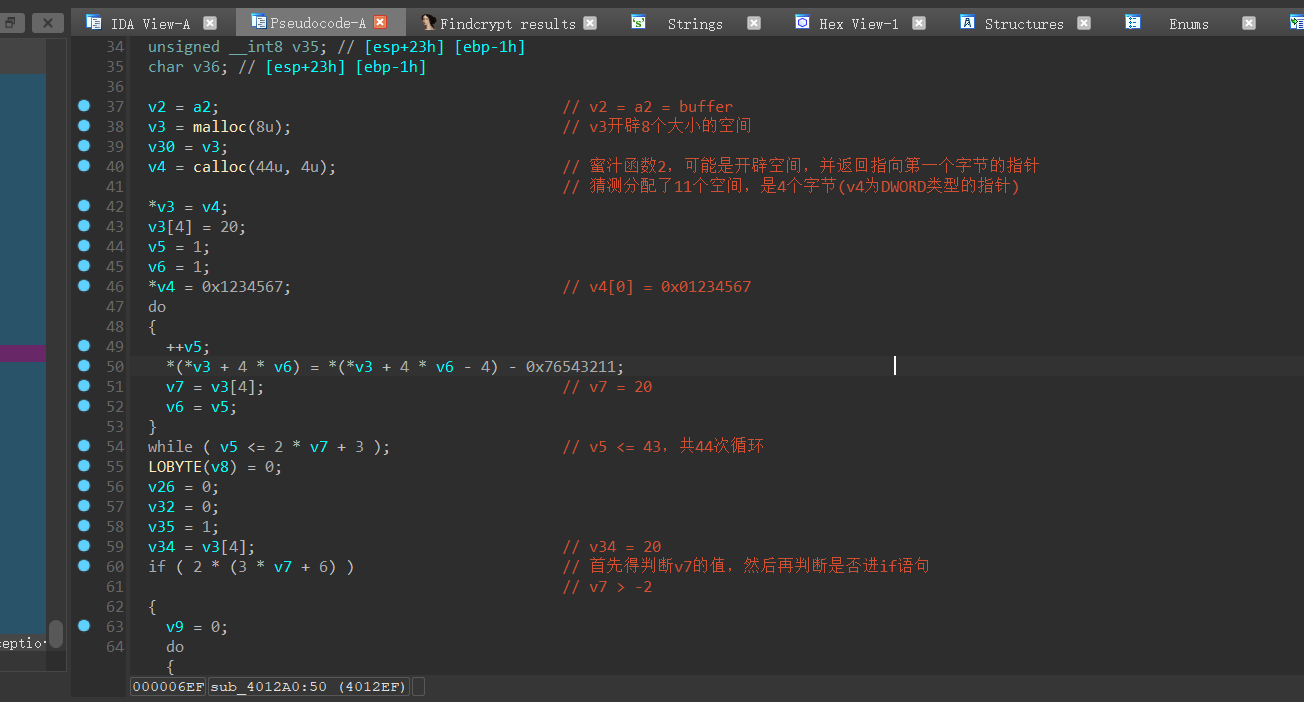 IDA View-A Pseudocode-A Findcrypt results Strings Hex View-1 Structures Enums
34 unsigned __int8 v35; // [esp+23h] [ebp-1h]
35 char v36; // [esp+23h] [ebp-1h]
36
37 v2 = a2; // v2 = a2 = buffer
38 v3 = malloc(8u); // v3开辟8个大小的空间
39 v30 = v3;
40 v4 = calloc(44u, 4u); // 蜜汁函数2，可能是开辟空间，并返回指向第一个字节的指针
41 // 猜测分配了11个空间，是4个字节(v4为DWORD类型的指针)
42 *v3 = v4;
43 v3[4] = 20;
44 v5 = 1;
45 v6 = 1;
46 *v4 = 0x1234567; // v4[0] = 0x01234567
47 do
48 {
49 ++v5;
50 *(*v3 + 4 * v6) = *(*v3 + 4 * v6 - 4) - 0x76543211;
51 v7 = v3[4]; // v7 = 20
52 v6 = v5;
53 }
54 while ( v5 <= 2 * v7 + 3 ); // v5 <= 43，共44次循环
55 LOBYTE(v8) = 0;
56 v26 = 0;
57 v32 = 0;
58 v35 = 1;
59 v34 = v3[4]; // v34 = 20
60 if ( 2 * (3 * v7 + 6) ) // 首先得判断v7的值，然后再判断是否进if语句
61 // v7 > -2
62 {
63 v9 = 0;
64 do
{
000006EF sub_4012A0:50 (4012EF)